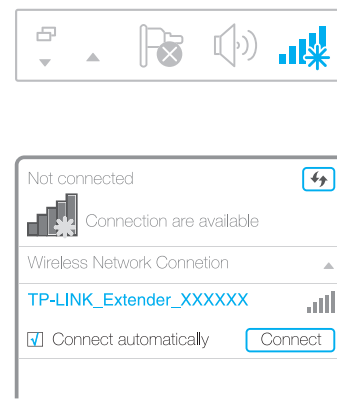 Not connected
Connection are available
Wireless Network Connetion
TP-LINK_Extender_XXXXXX
Connect automatically
Connect